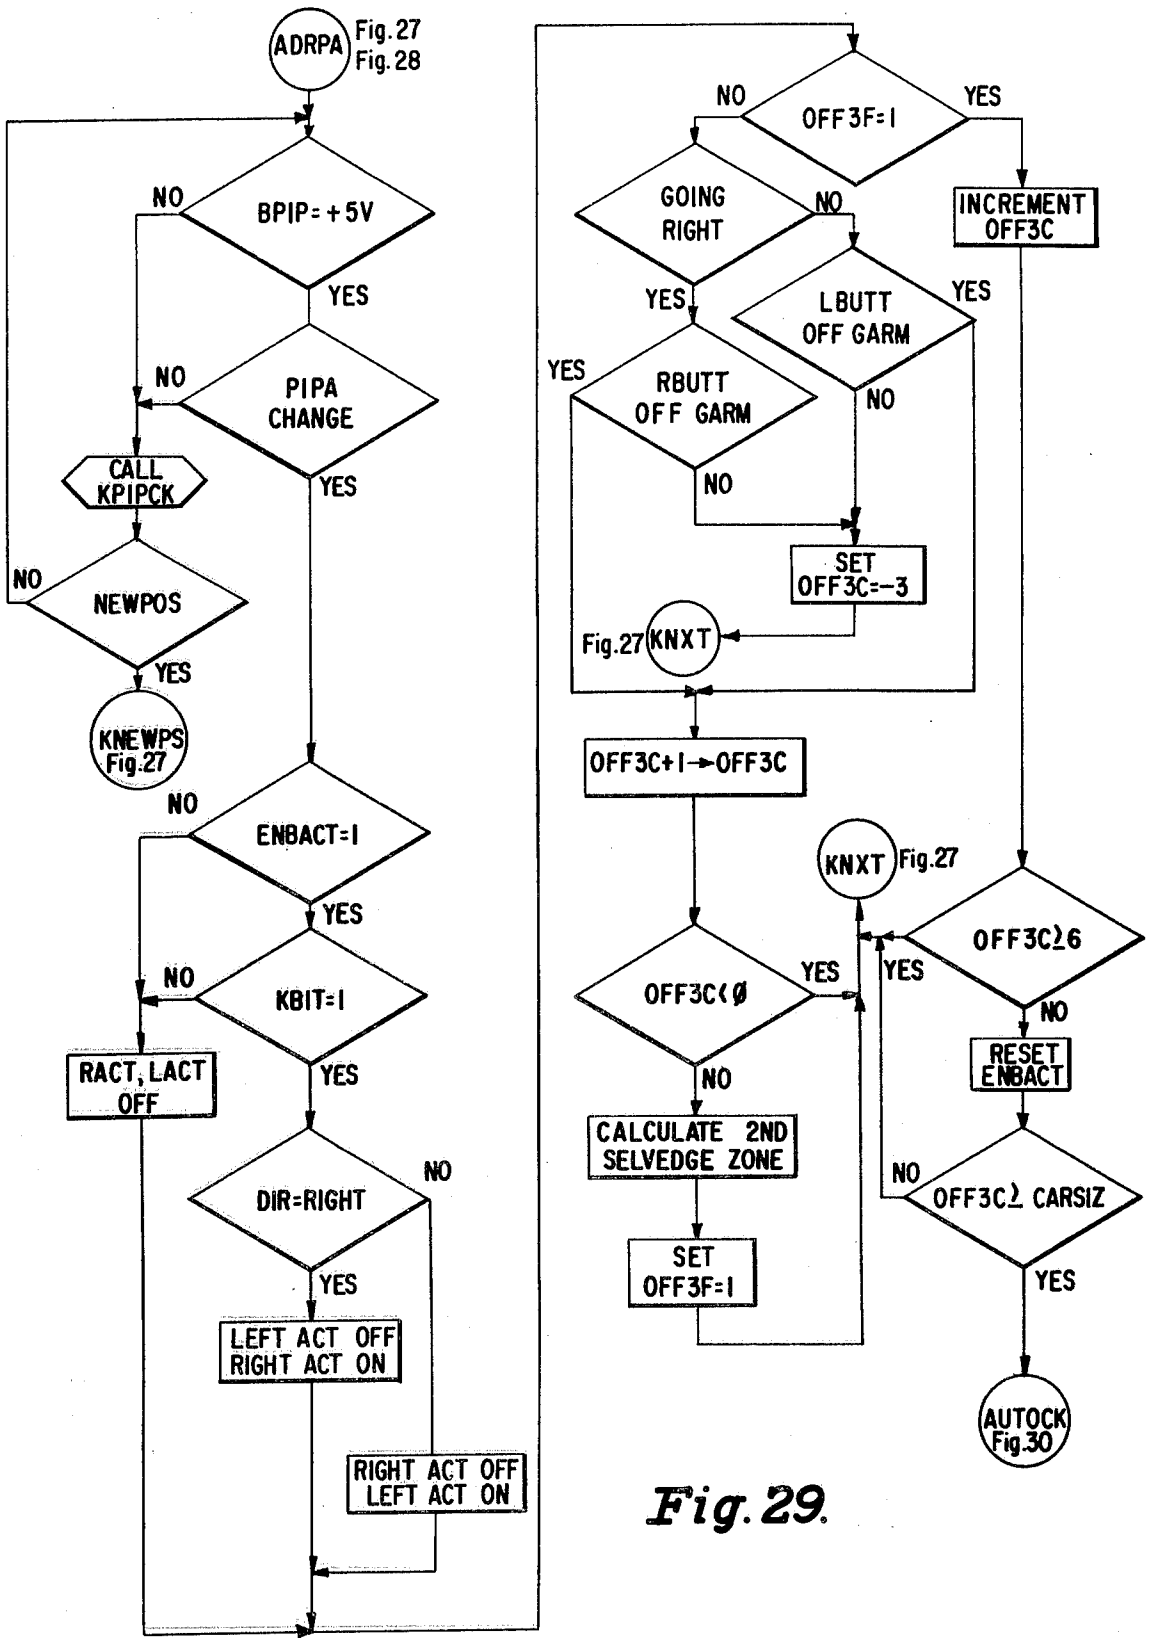 ADRPA
Fig. 27
Fig. 28
NO
BPIP=+5V
YES
NO
PIPA
CHANGE
YES
CALL
KPIPCK
NO
NEWPOS
YES
KNEWPS
Fig.27
NO
ENBACT=1
YES
NO
KBIT=1
YES
RACT, LACT
OFF
DIR=RIGHT
NO
YES
LEFT ACT OFF
RIGHT ACT ON
RIGHT ACT OFF
LEFT ACT ON
NO
OFF3F=1
YES
GOING
RIGHT
NO
INCREMENT
OFF3C
YES
LBUTT
OFF GARM
YES
YES
RBUTT
OFF GARM
NO
NO
SET
OFF3C=-3
Fig.27
KNXT
OFF3C+1→OFF3C
KNXT
Fig.27
OFF3C<Ø
YES
NO
OFF3C≥6
YES
NO
CALCULATE 2ND
SELVEDGE ZONE
RESET
ENBACT
SET
OFF3F=1
NO
OFF3C≥ CARSIZ
YES
AUTOCK
Fig.30
Fig. 29.